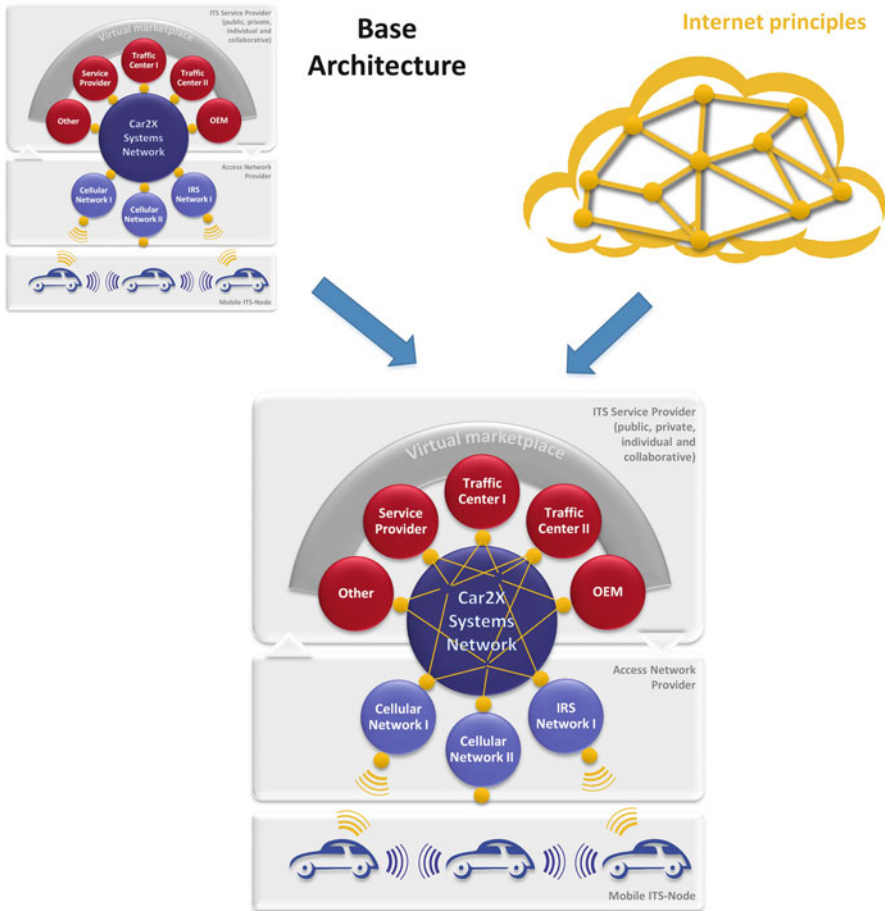 ITS Service Provider
(public, private,
individual and
collaborative)
Virtual marketplace
Traffic
Center I
Service
Provider
Traffic
Center II
Other
OEM
Car2X
Systems
Network
Access Network
Provider
Cellular
Network I
Cellular
Network II
IRS
Network I
Mobile ITS-Node
Base
Architecture
Internet principles
ITS Service Provider
(public, private,
individual and
collaborative)
Virtual marketplace
Traffic
Center I
Service
Provider
Traffic
Center II
Other
OEM
Car2X
Systems
Network
Access Network
Provider
Cellular
Network I
Cellular
Network II
IRS
Network I
Mobile ITS-Node